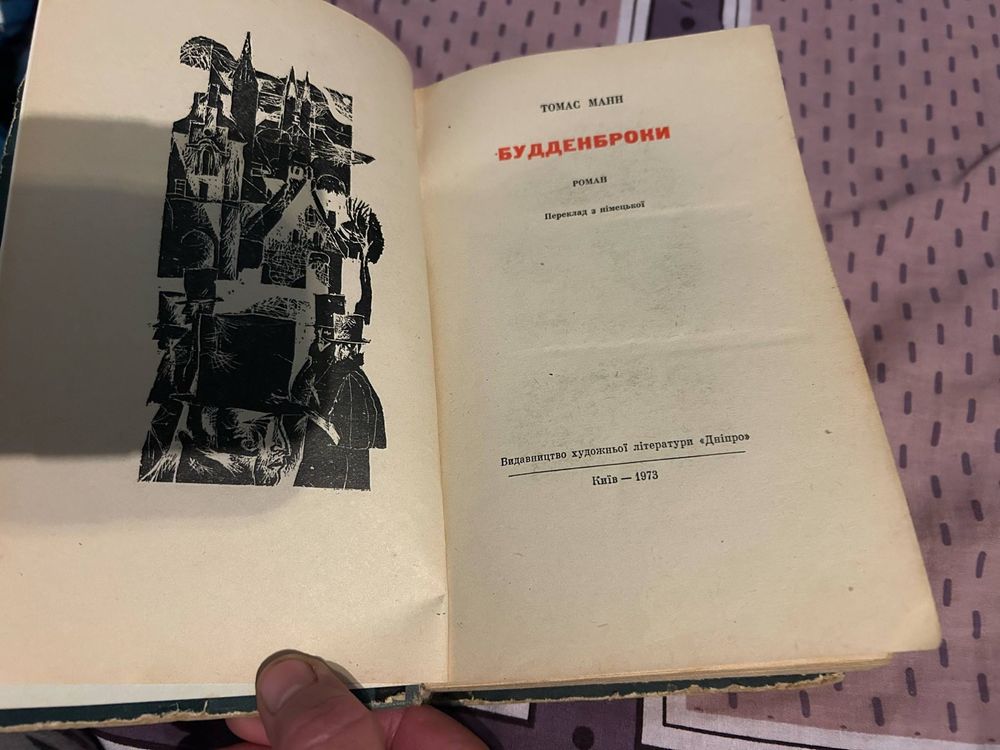 ТОМАС МАНН
БУДДЕНБРОКИ
РОМАН
Переклад з німецької
Видавництво художньої літератури «Дніпро»
Київ — 1973